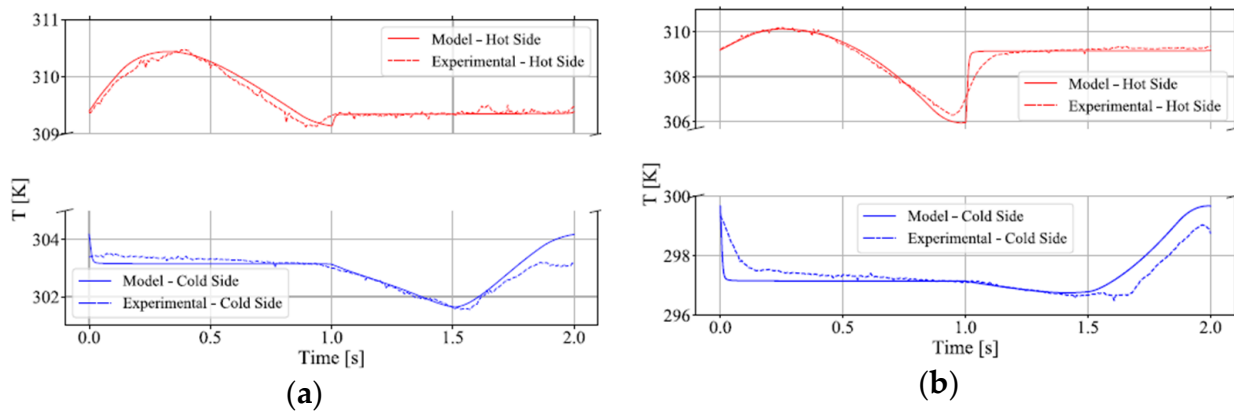 311
310
309
Model - Hot Side
Experimental - Hot Side
T [K]
304
302
Model - Cold Side
Experimental - Cold Side
0.0 0.5 1.0 1.5 2.0
Time [s]
(a)
310
308
306
Model - Hot Side
Experimental - Hot Side
T [K]
300
298
296
Model - Cold Side
Experimental - Cold Side
0.0 0.5 1.0 1.5 2.0
Time [s]
(b)